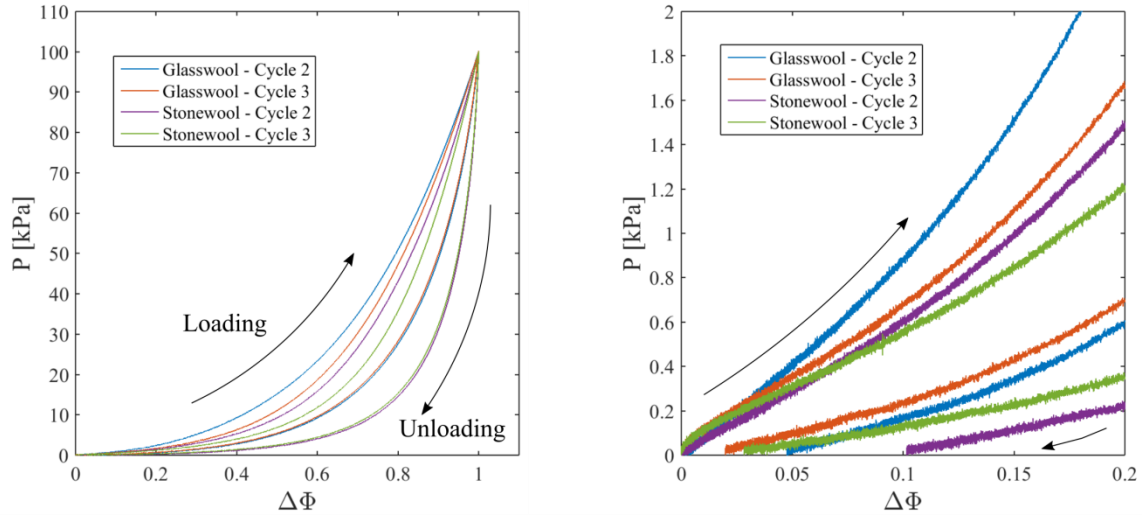 110
100
90
80
70
60
50
40
30
20
10
0
P [kPa]
Glasswool - Cycle 2
Glasswool - Cycle 3
Stonewool - Cycle 2
Stonewool - Cycle 3
Loading
Unloading
0 0.2 0.4 0.6 0.8 1
ΔΦ
2
1.8
1.6
1.4
1.2
1
0.8
0.6
0.4
0.2
0
P [kPa]
Glasswool - Cycle 2
Glasswool - Cycle 3
Stonewool - Cycle 2
Stonewool - Cycle 3
0 0.05 0.1 0.15 0.2
ΔΦ